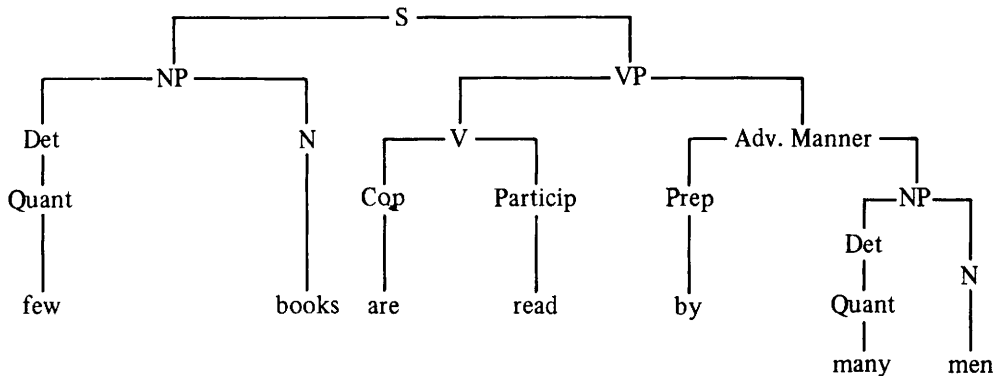 S
NP VP
Det N V Adv. Manner
Quant Cop Particip Prep NP
Det
N
few books are read by Quant
many men